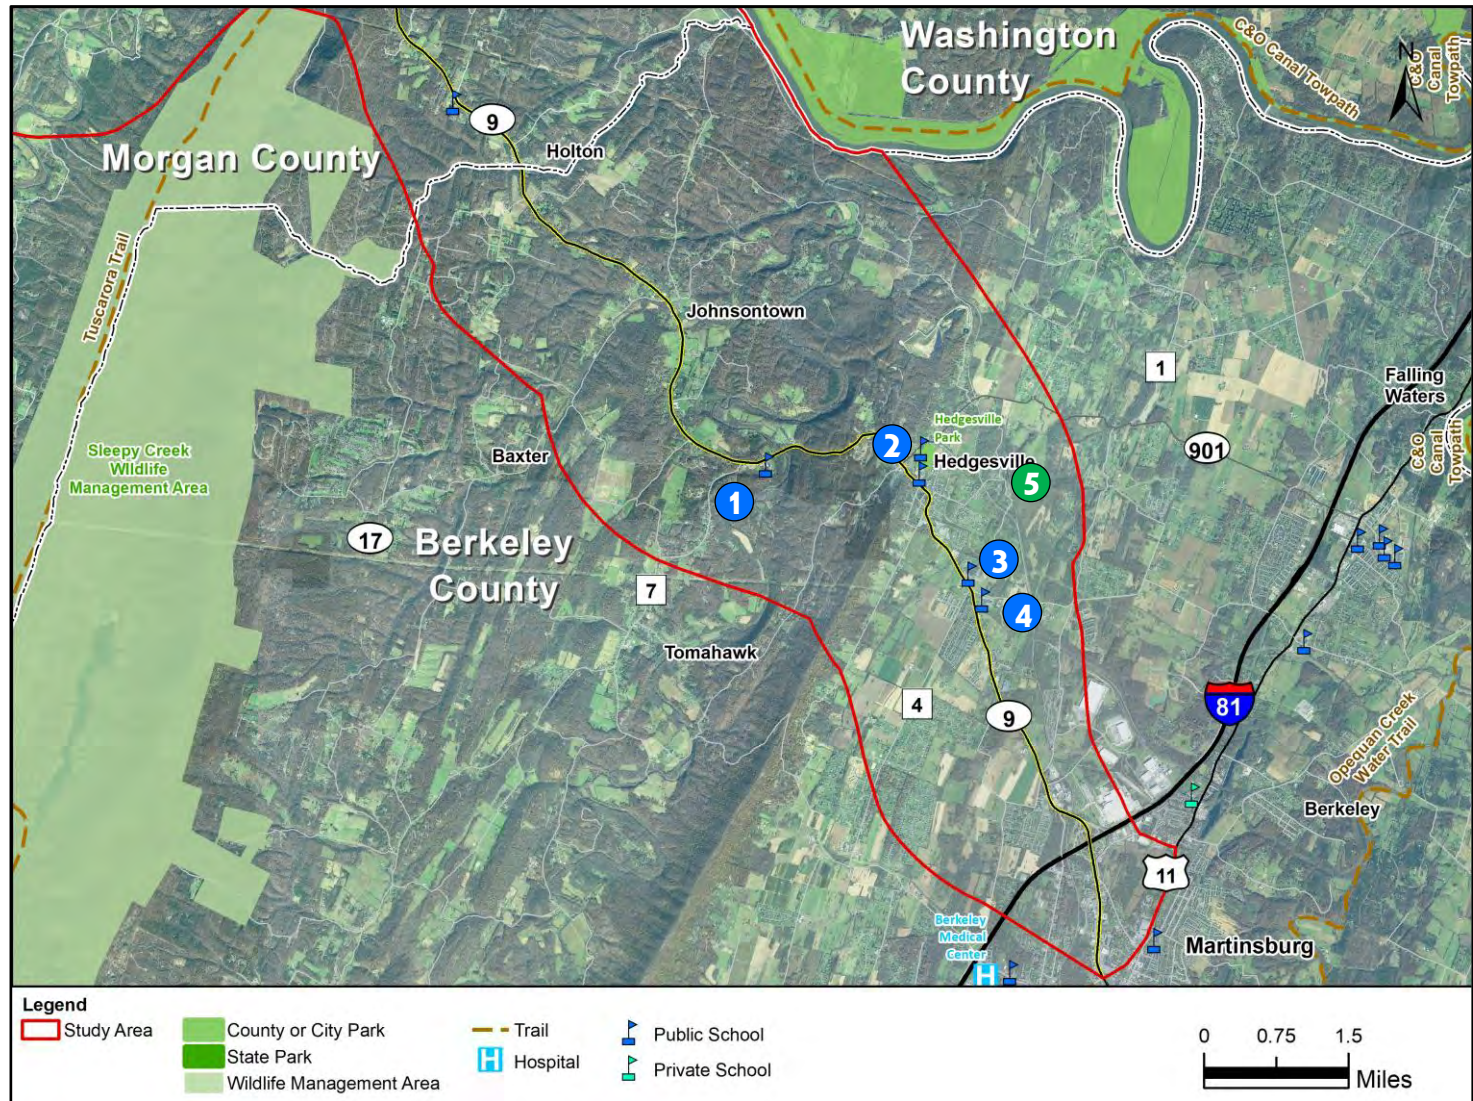 Washington
County
C&O Canal Towpath
N
C&O
Canal
Towpath
9
Holton
Morgan County
Tuscarora Trail
Johnsontown
1
Falling
Waters
Hedgesville
Park
2
Hedgesville
901
C&O
Canal
Towpath
Baxter
Sleepy Creek
Wildlife
Management Area
1
5
17
Berkeley
County
3
7
4
Tomahawk
4
9
81
Opequan Creek
Water Trail
Berkeley
11
Berkeley
Medical
Center
H
Martinsburg
Legend
Study Area
County or City Park
State Park
Wildlife Management Area
Trail
H Hospital
Public School
Private School
0 0.75 1.5
Miles